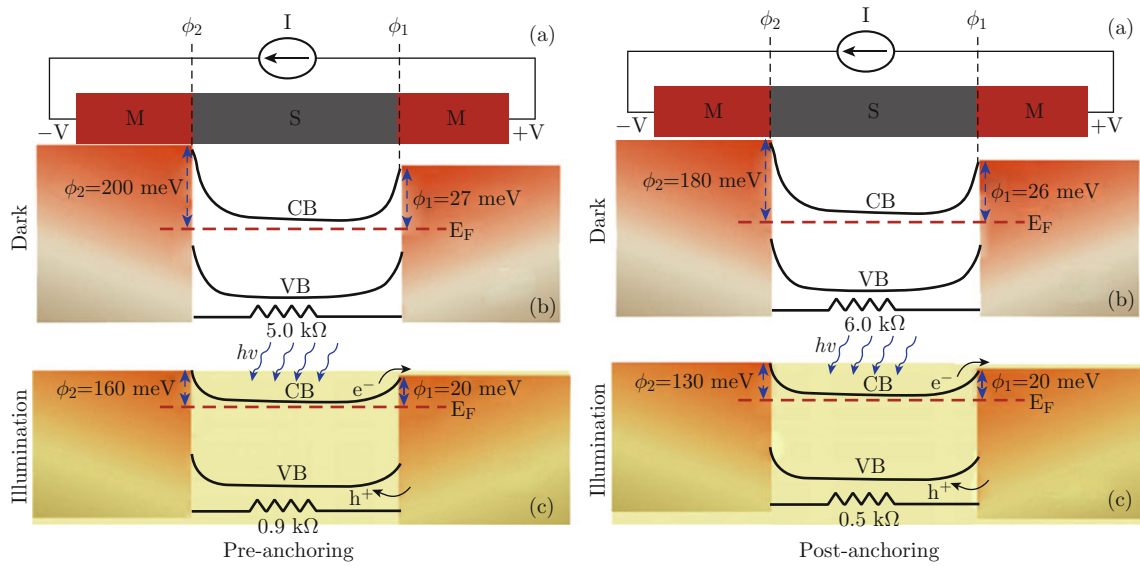 ϕ2 I ϕ1 (a)
M S M
−V +V
ϕ2=200 meV
ϕ1=27 meV
CB
EF
VB
Dark
(b)
5.0 kΩ
hv
ϕ2=160 meV
CB e− ϕ1=20 meV
EF
VB
h+
Illumination
(c)
0.9 kΩ
Pre-anchoring
ϕ2 I ϕ1 (a)
M S M
−V +V
ϕ2=180 meV
ϕ1=26 meV
CB
EF
VB
Dark
(b)
6.0 kΩ
hv
ϕ2=130 meV
CB e− ϕ1=20 meV
EF
VB
h+
Illumination
(c)
0.5 kΩ
Post-anchoring